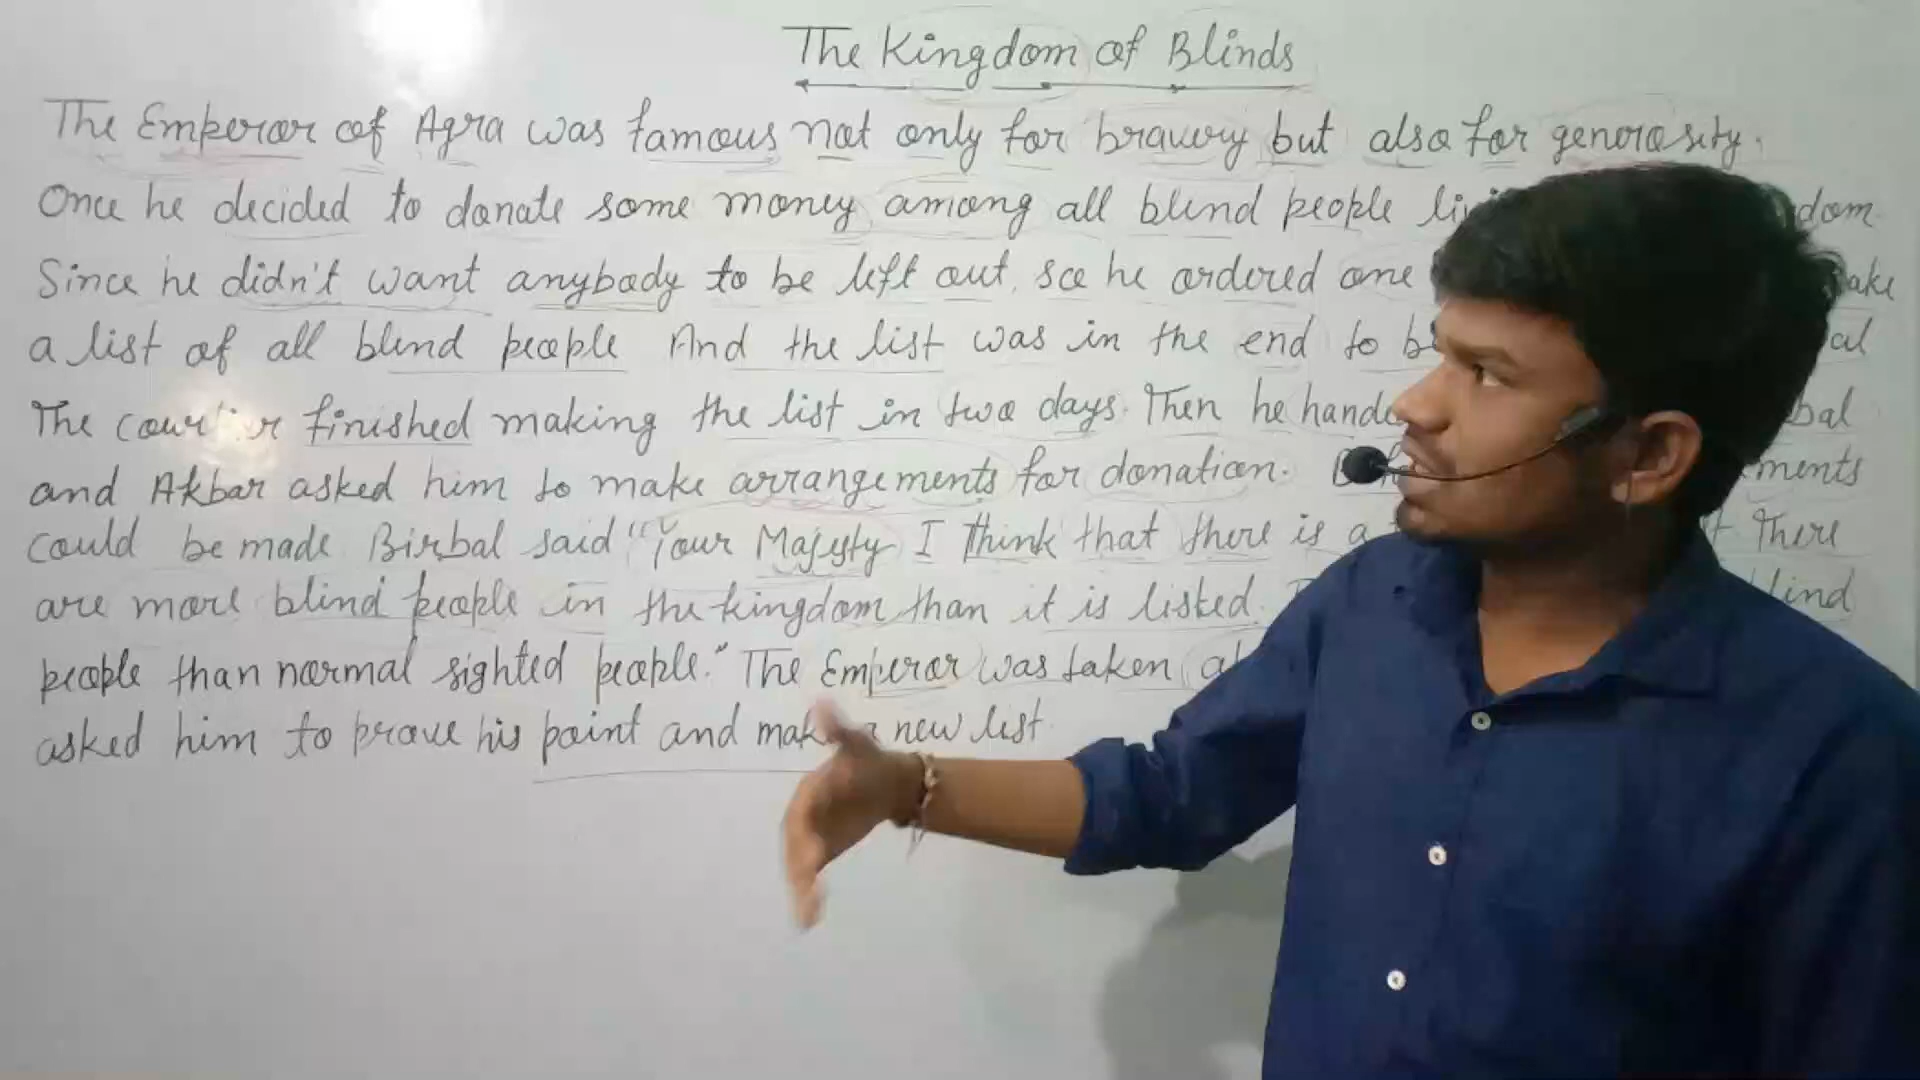 The Kingdom of Blinds
The Emperor of Agra was famous not only for bravery but also for generosity.
Once he decided to donate some money among all blind people
Since he didn't want anybody to be left out, so he ordered one
a list of all blind people And the list was in the end to
The finished making the list in two days. Then he
and Akbar asked him to make arrangements for donation.
could be made Birbal said "Your Majesty I think that there is a There
are more blind people in the kingdom than it is listed.
people than normal sighted people." The Emperor was taken
asked him to prove his point and new list